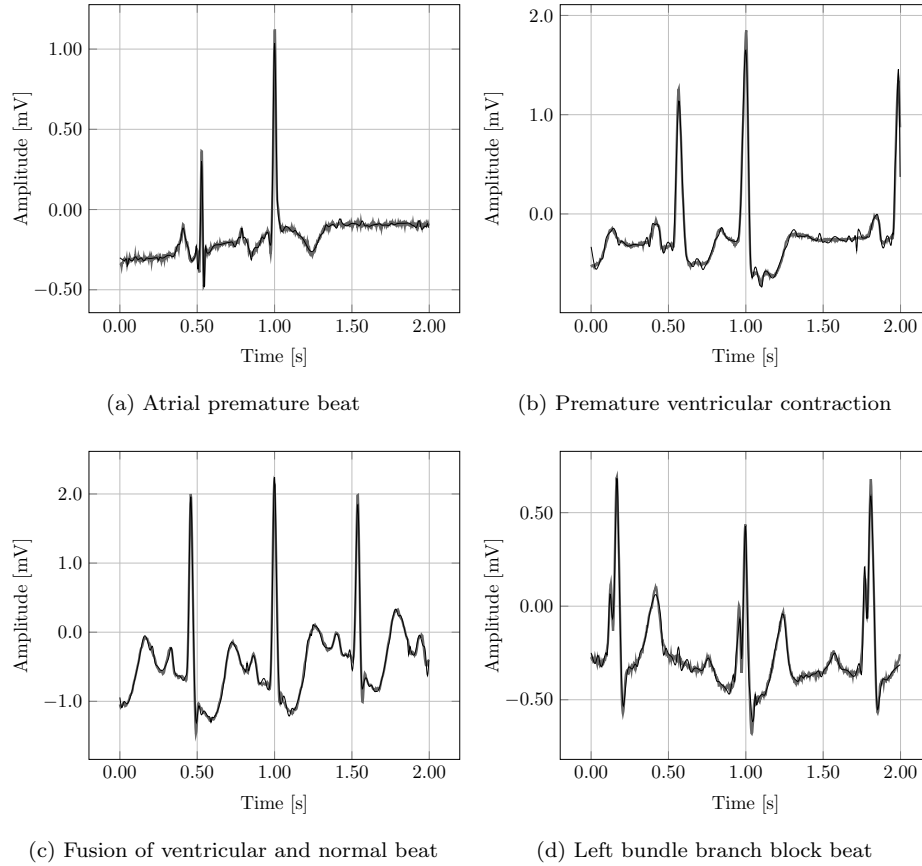 1.00
0.50
−0.00
−0.50
Amplitude [mV]
0.00 0.50 1.00 1.50 2.00
Time [s]
(a) Atrial premature beat
2.0
1.0
−0.0
Amplitude [mV]
0.00 0.50 1.00 1.50 2.00
Time [s]
(b) Premature ventricular contraction
2.0
1.0
−0.0
−1.0
Amplitude [mV]
0.00 0.50 1.00 1.50 2.00
Time [s]
(c) Fusion of ventricular and normal beat
0.50
−0.00
−0.50
Amplitude [mV]
0.00 0.50 1.00 1.50 2.00
Time [s]
(d) Left bundle branch block beat